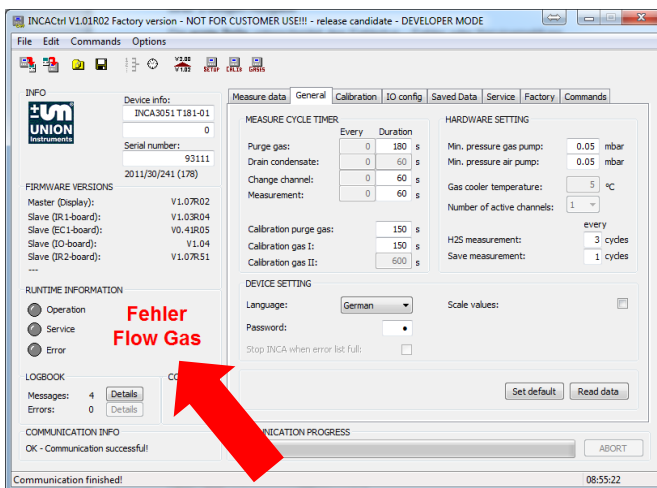 INCACtrl V1.01R02 Factory version - NOT FOR CUSTOMER USE!!! - release candidate - DEVELOPER MODE
File Edit Commands Options
V2,00
V1,03
SETUP
CALIB
GASES
INFO
UNION
Instruments
Device info:
INCA3051 T181-01
0
Serial number:
93111
2011/30/241 (178)
FIRMWARE VERSIONS
Master (Display): V1.07R02
Slave (IR1-board): V1.03R04
Slave (EC1-board): V0.41R05
Slave (IO-board): V1.04
Slave (IR2-board): V1.07R51
---
RUNTIME INFORMATION
Operation
Service
Error
Fehler
Flow Gas
LOGBOOK
Messages: 4 Details
Errors: 0 Details
COMMUNICATION INFO
OK - Communication successful!
Measure data General Calibration IO config Saved Data Service Factory Commands
MEASURE CYCLE TIMER
Every Duration
Purge gas: 0 180 s
Drain condensate: 0 60 s
Change channel: 0 60 s
Measurement: 0 60 s
Calibration purge gas: 150 s
Calibration gas I: 150 s
Calibration gas II: 600 s
HARDWARE SETTING
Min. pressure gas pump: 0.05 mbar
Min. pressure air pump: 0.05 mbar
Gas cooler temperature: 5 °C
Number of active channels: 1
every
H2S measurement: 3 cycles
Save measurement: 1 cycles
DEVICE SETTING
Language: German
Password: •
Stop INCA when error list full:
Scale values:
Set default Read data
PROGRESS
ABORT
Communication finished! 08:55:22